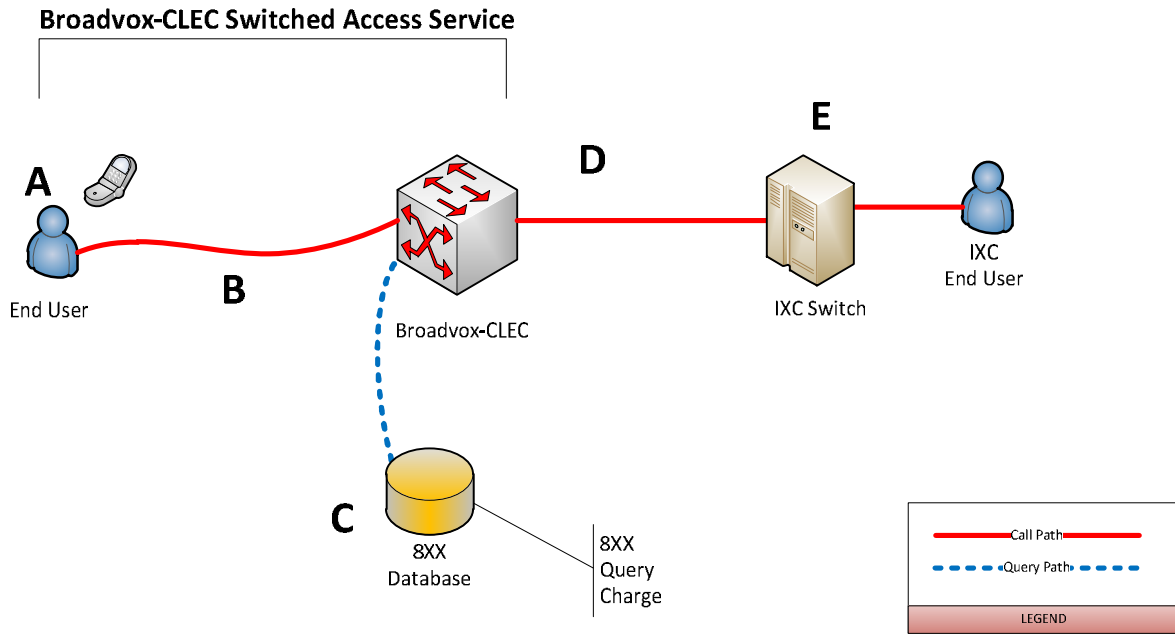 Broadvox-CLEC Switched Access Service
A
B
C
D
E
End User
Broadvox-CLEC
IXC Switch
IXC
End User
8XX
Database
8XX
Query
Charge
Call Path
Query Path
LEGEND